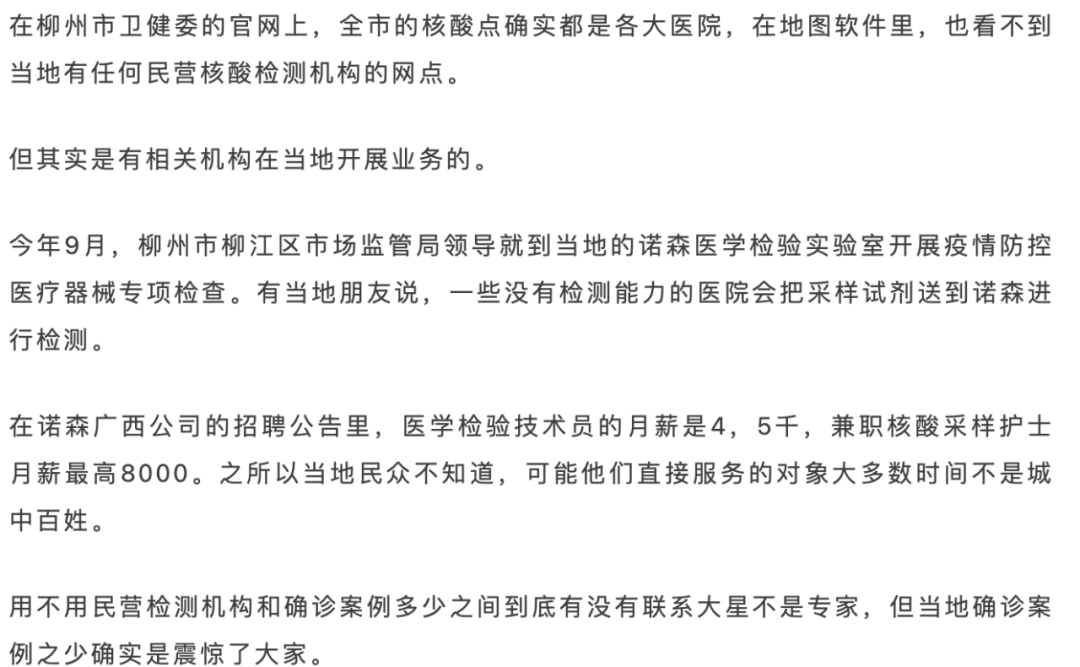 在柳州市卫健委的官网上，全市的核酸点确实都是各大医院，在地图软件里，也看不到
当地有任何民营核酸检测机构的网点。
但其实是有相关机构在当地开展业务的。
今年9月，柳州市柳江区市场监管局领导就到当地的诺森医学检验实验室开展疫情防控
医疗器械专项检查。有当地朋友说，一些没有检测能力的医院会把采样试剂送到诺森进
行检测。
在诺森广西公司的招聘公告里，医学检验技术员的月薪是4，5千，兼职核酸采样护士
月薪最高8000。之所以当地民众不知道，可能他们直接服务的对象大多数时间不是城
中百姓。
用不用民营检测机构和确诊案例多少之间到底有没有联系大星不是专家，但当地确诊案
例之少确实是震惊了大家。